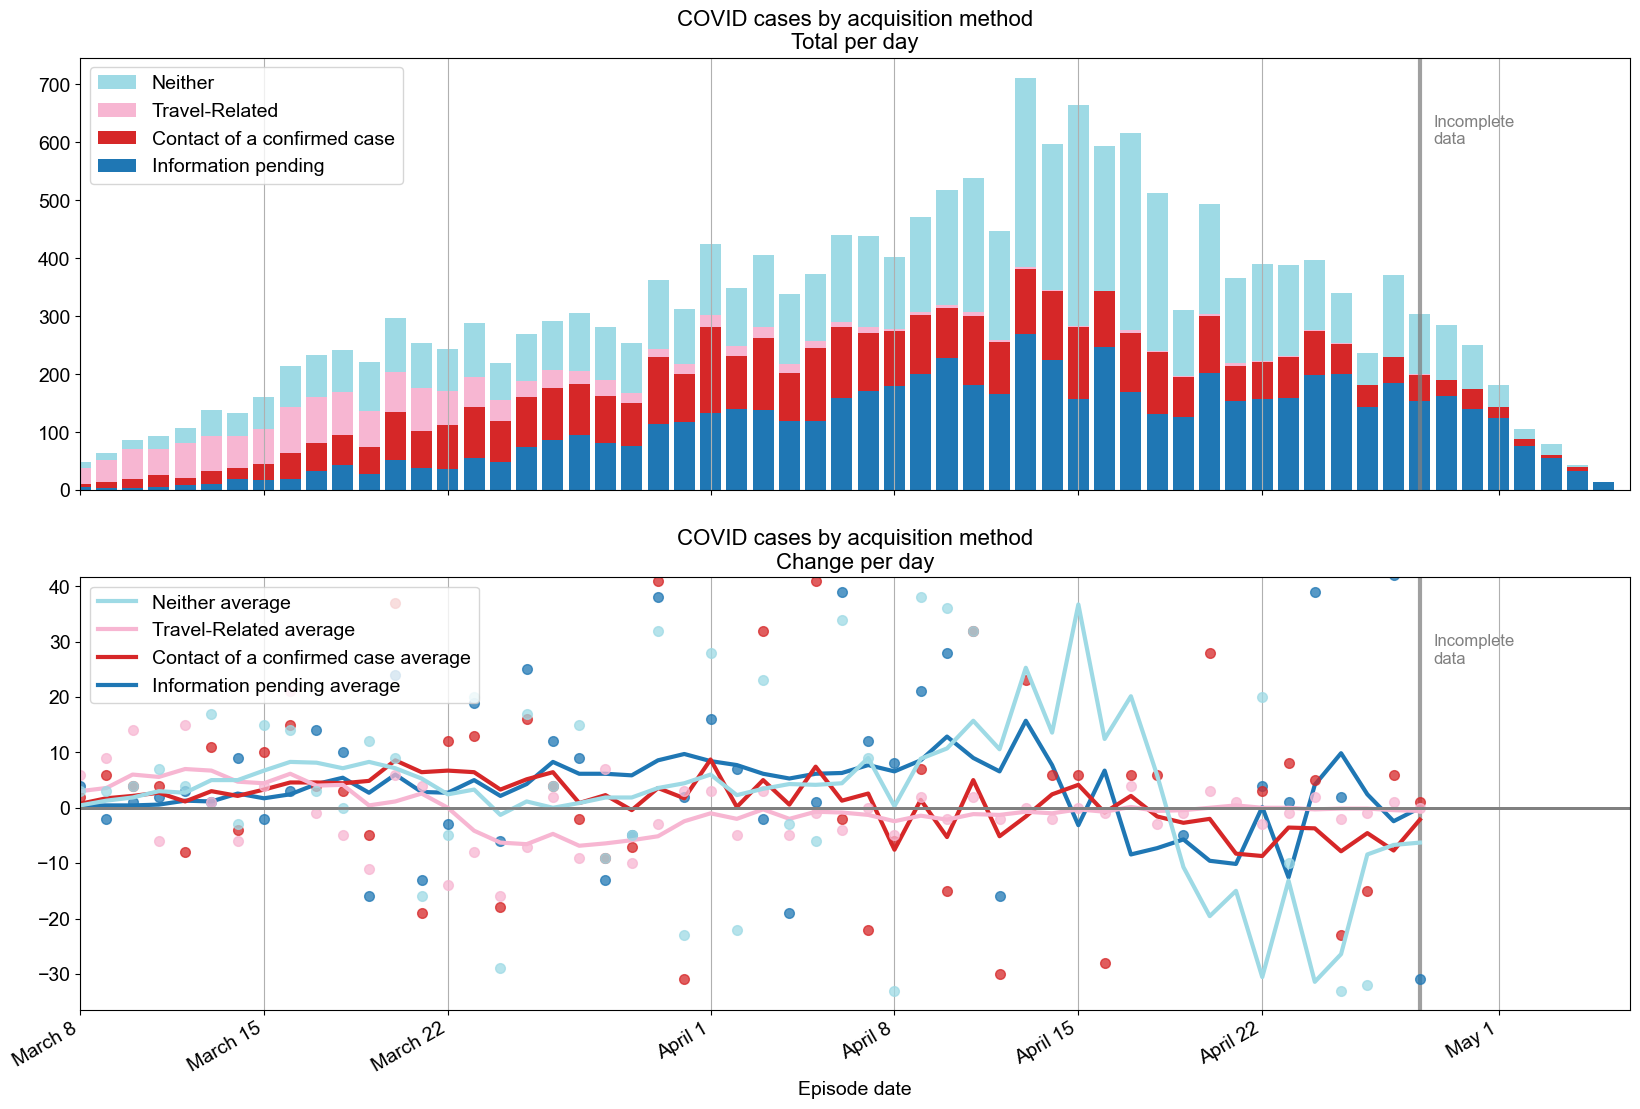 COVID cases by acquisition method
Total per day
700
600
500
400
300
200
100
0
Neither
Travel-Related
Contact of a confirmed case
Information pending
Incomplete
data
COVID cases by acquisition method
Change per day
40
30
20
10
0
−10
−20
−30
Neither average
Travel-Related average
Contact of a confirmed case average
Information pending average
Incomplete
data
March 8
March 15
March 22
April 1
April 8
April 15
April 22
May 1
Episode date